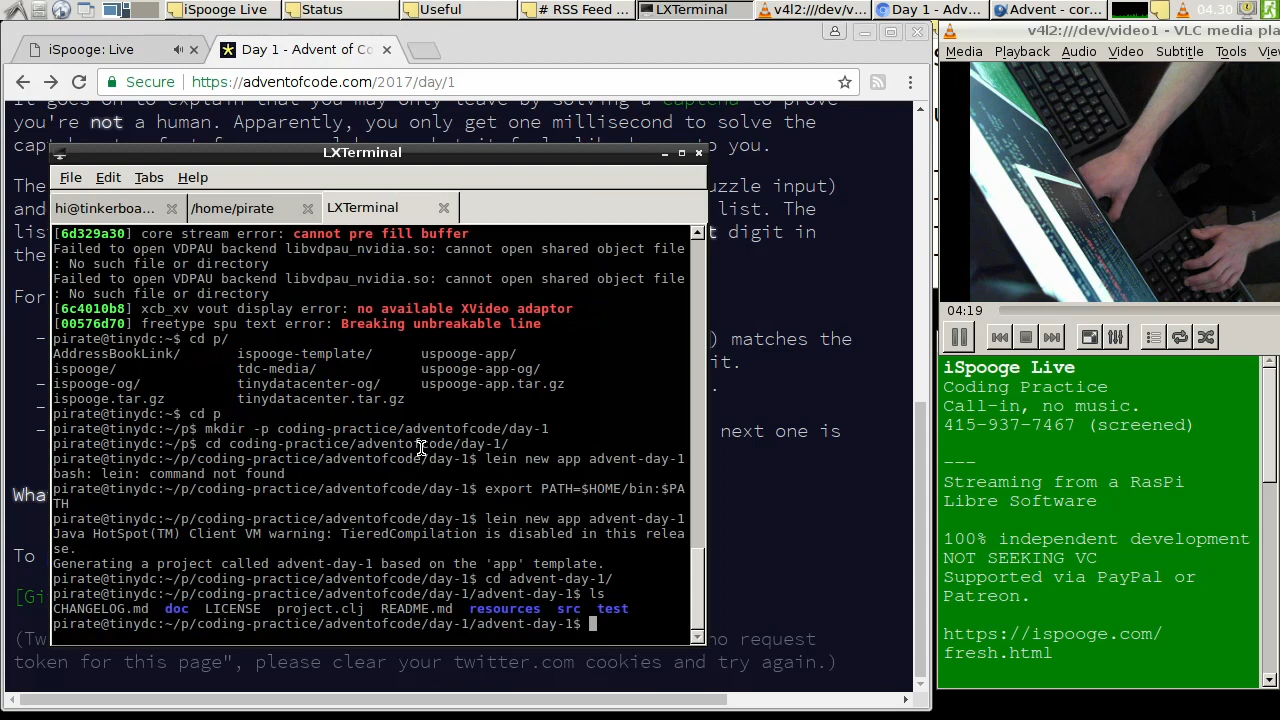 iSpooge Live
Status
Useful
# RSS Feed ...
LXTerminal
v4l2:///dev/v...
Day 1 - Adv...
Advent - cor...
04.30
iSpooge: Live
Day 1 - Advent of Co
Secure
https://adventofcode.com/2017/day/1
It goes on to explain that you may only leave by solving a captcha to prove
you're not a human. Apparently, you only get one millisecond to solve the
to you.
The
uzzle input)
and
list. The
lis
t digit in
the
For
) matches the
it.
next one is
Wha
To
[Gi
(Tw
no request
token for this page", please clear your twitter.com cookies and try again.)
LXTerminal
File Edit Tabs Help
hi@tinkerboa...
/home/pirate
LXTerminal
[6d329a30] core stream error: cannot pre fill buffer
Failed to open VDPAU backend libvdpau_nvidia.so: cannot open shared object file
: No such file or directory
Failed to open VDPAU backend libvdpau_nvidia.so: cannot open shared object file
: No such file or directory
[6c4010b8] xcb_xv vout display error: no available XVideo adaptor
[00576d70] freetype spu text error: Breaking unbreakable line
pirate@tinydc:~$ cd p/
AddressBookLink/ ispooge-template/ uspooge-app/
ispooge/ tdc-media/ uspooge-app-og/
ispooge-og/ tinydatacenter-og/ uspooge-app.tar.gz
ispooge.tar.gz tinydatacenter.tar.gz
pirate@tinydc:~$ cd p
pirate@tinydc:~/p$ mkdir -p coding-practice/adventofcode/day-1
pirate@tinydc:~/p$ cd coding-practice/adventofcode/day-1/
pirate@tinydc:~/p/coding-practice/adventofcode/day-1$ lein new app advent-day-1
bash: lein: command not found
pirate@tinydc:~/p/coding-practice/adventofcode/day-1$ export PATH=$HOME/bin:$PA
TH
pirate@tinydc:~/p/coding-practice/adventofcode/day-1$ lein new app advent-day-1
Java HotSpot(TM) Client VM warning: TieredCompilation is disabled in this relea
se.
Generating a project called advent-day-1 based on the 'app' template.
pirate@tinydc:~/p/coding-practice/adventofcode/day-1$ cd advent-day-1/
pirate@tinydc:~/p/coding-practice/adventofcode/day-1/advent-day-1$ ls
CHANGELOG.md doc LICENSE project.clj README.md resources src test
pirate@tinydc:~/p/coding-practice/adventofcode/day-1/advent-day-1$
v4l2:///dev/video1 - VLC media pla
Media Playback Audio Video Subtitle Tools
04:19
iSpooge Live
Coding Practice
Call-in, no music.
415-937-7467 (screened)
---
Streaming from a RasPi
Libre Software
100% independent development
NOT SEEKING VC
Supported via PayPal or
Patreon.
https://ispooge.com/
fresh.html